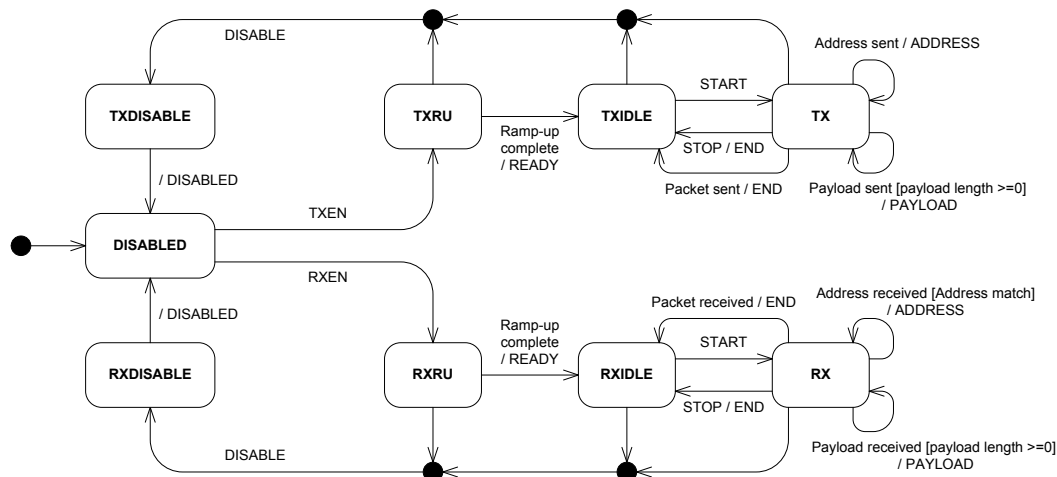 DISABLE
Address sent / ADDRESS
START
TXDISABLE
TXRU
TXIDLE
TX
Ramp-up
complete
/ READY
STOP / END
/ DISABLED
Packet sent / END
Payload sent [payload length >=0]
/ PAYLOAD
TXEN
DISABLED
RXEN
/ DISABLED
Packet received / END
Address received [Address match]
/ ADDRESS
Ramp-up
complete
/ READY
START
RXDISABLE
RXRU
RXIDLE
RX
STOP / END
DISABLE
Payload received [payload length >=0]
/ PAYLOAD